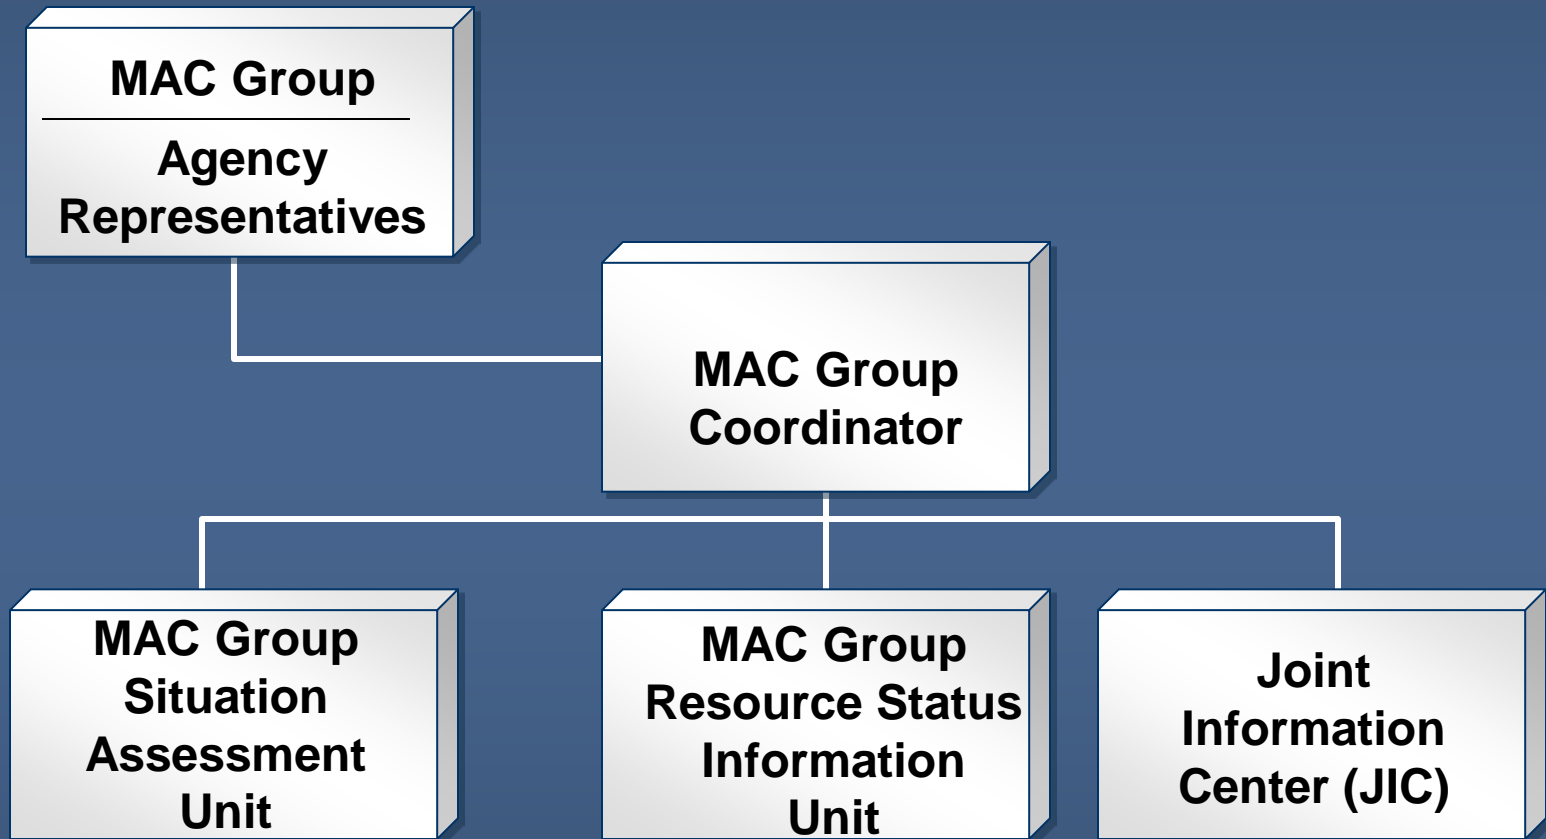 MAC Group
Agency
Representatives
MAC Group
Coordinator
MAC Group
Situation
Assessment
Unit
MAC Group
Resource Status
Information
Unit
Joint
Information
Center (JIC)